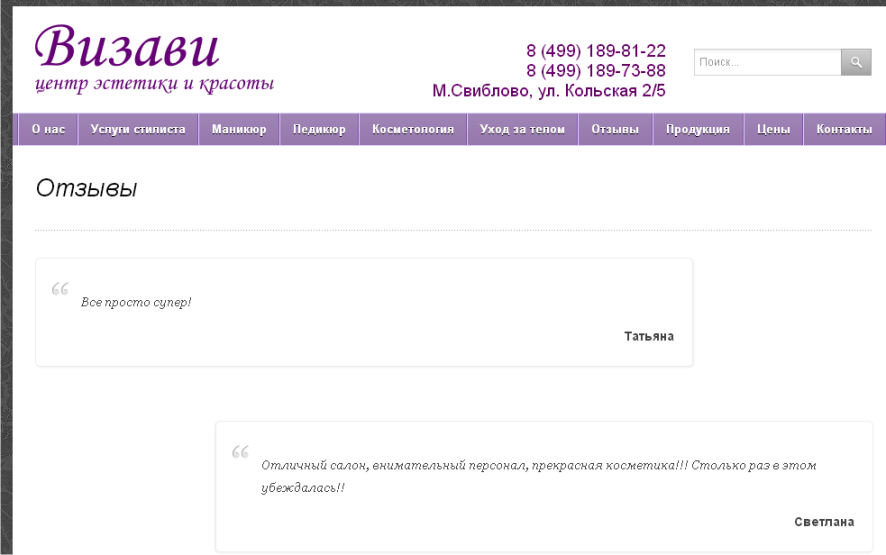 Визави
центр эстетики и красоты
8 (499) 189-81-22
8 (499) 189-73-88
М.Свиблово, ул. Кольская 2/5
Поиск...
О нас Услуги стилиста Маникюр Педикюр Косметология Уход за телом Отзывы Продукция Цены Контакты
Отзывы
“
Все просто супер!
Татьяна
“
Отличный салон, внимательный персонал, прекрасная косметика!!! Столько раз в этом
убеждалась!!
Светлана